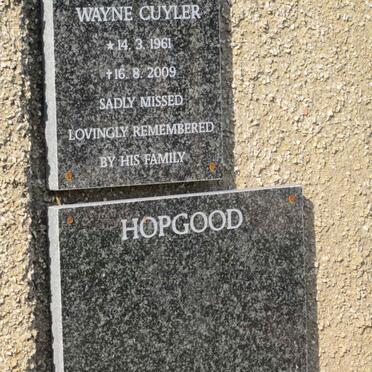 WAYNE CUYLER
*14. 3. 1961
†16. 8. 2009
SADLY MISSED
LOVINGLY REMEMBERED
BY HIS FAMILY
HOPGOOD